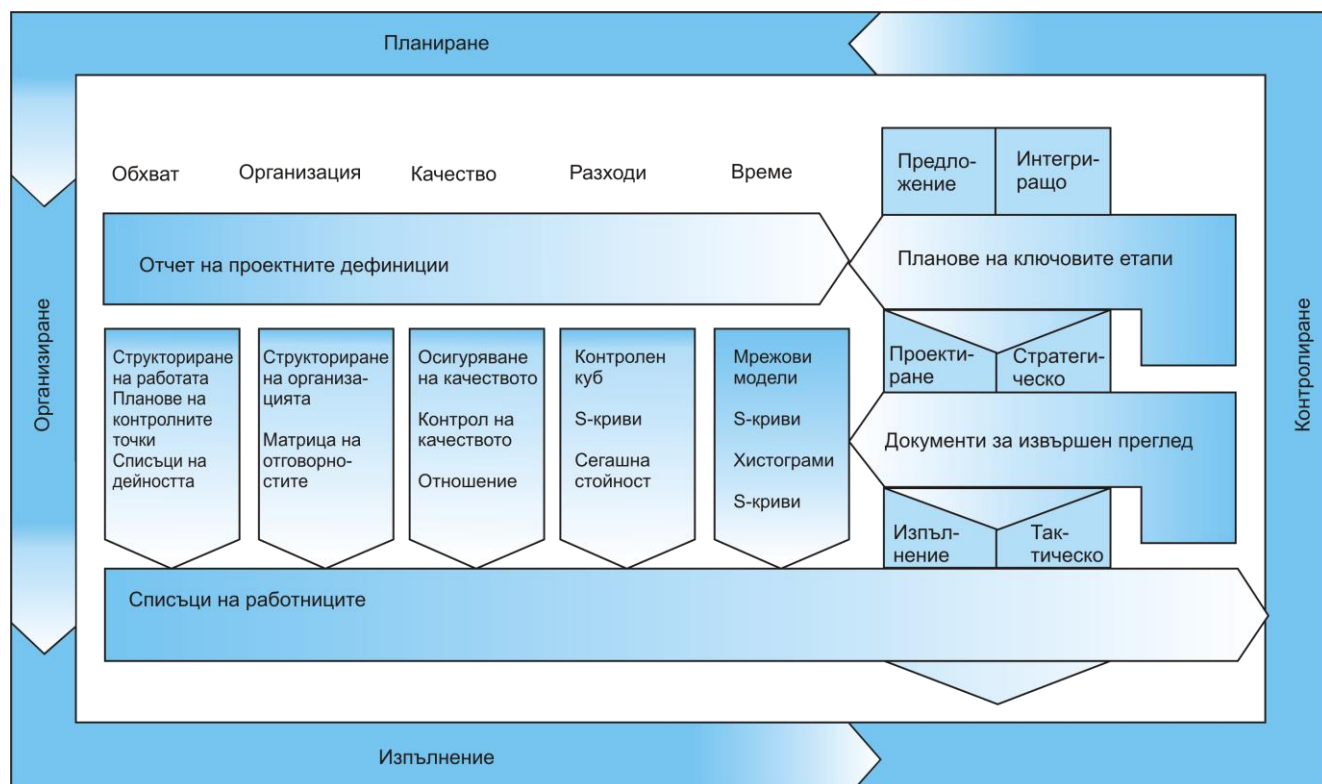 Планиране
Обхват
Организация
Качество
Разходи
Време
Предло-
жение
Интегри-
ращо
Отчет на проектните дефиниции
Планове на ключовите етапи
Структориране
на работата
Планове на
контролните
точки
Списъци на
дейността
Структориране
на организа-
цията
Матрица на
отговорно-
стите
Осигуряване
на качеството
Контрол на
качеството
Отношение
Контролен
куб
S-криви
Сегашна
стойност
Мрежови
модели
S-криви
Хистограми
S-криви
Проекти-
ране
Стратеги-
ческо
Документи за извършен преглед
Изпъл-
нение
Так-
тическо
Списъци на работниците
Организиране
Контролиране
Изпълнение